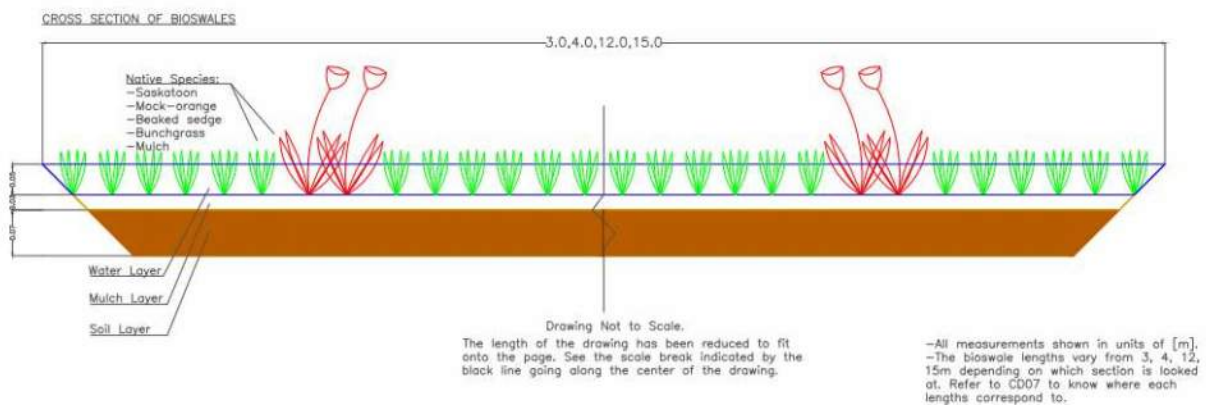 CROSS SECTION OF BIOSWALES
3.0,4.0,12.0,15.0
Native Species:
-Saskatoon
-Mock-orange
-Beaked sedge
-Bunchgrass
-Mulch
0.07
Water Layer
Mulch Layer
Soil Layer
Drawing Not to Scale.
The length of the drawing has been reduced to fit
onto the page. See the scale break indicated by the
black line going along the center of the drawing.
-All measurements shown in units of [m].
-The bioswale lengths vary from 3, 4, 12,
15m depending on which section is looked
at. Refer to CD07 to know where each
lengths correspond to.